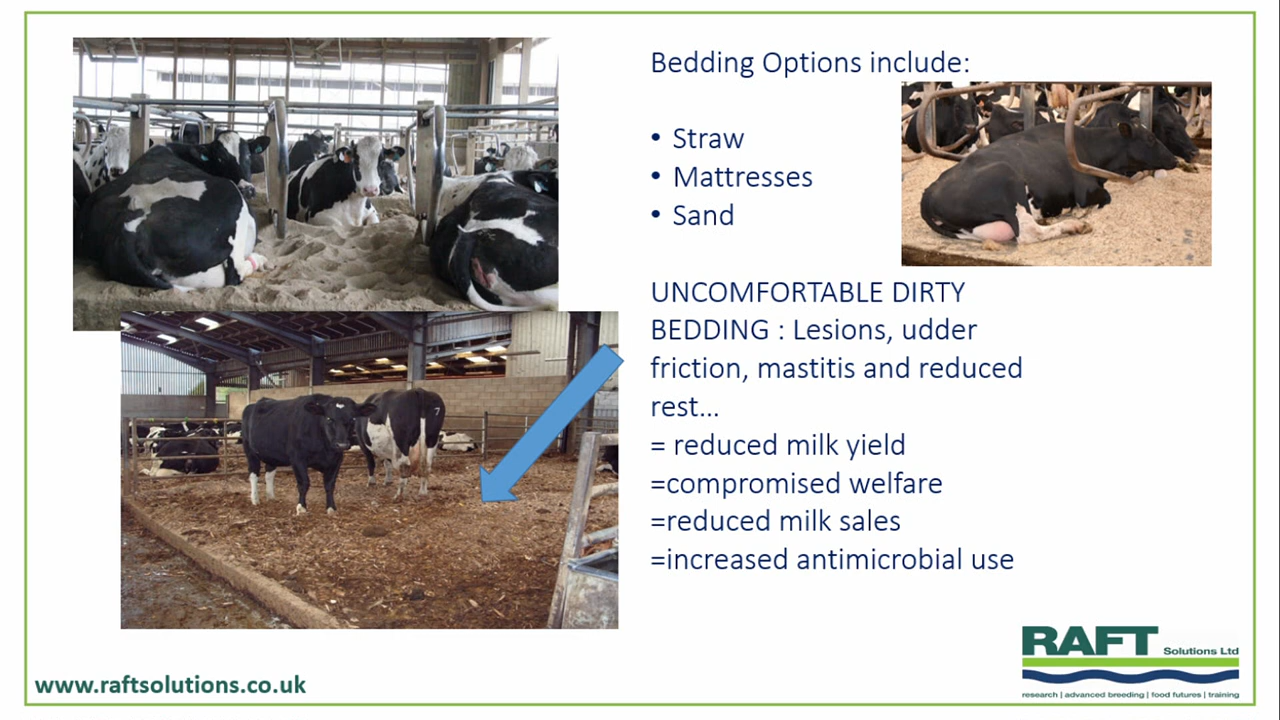 Bedding Options include:
• Straw
• Mattresses
• Sand
UNCOMFORTABLE DIRTY
BEDDING : Lesions, udder
friction, mastitis and reduced
rest...
= reduced milk yield
=compromised welfare
=reduced milk sales
=increased antimicrobial use
7
RAFT Solutions Ltd
research | advanced breeding | food futures | training
www.raftsolutions.co.uk